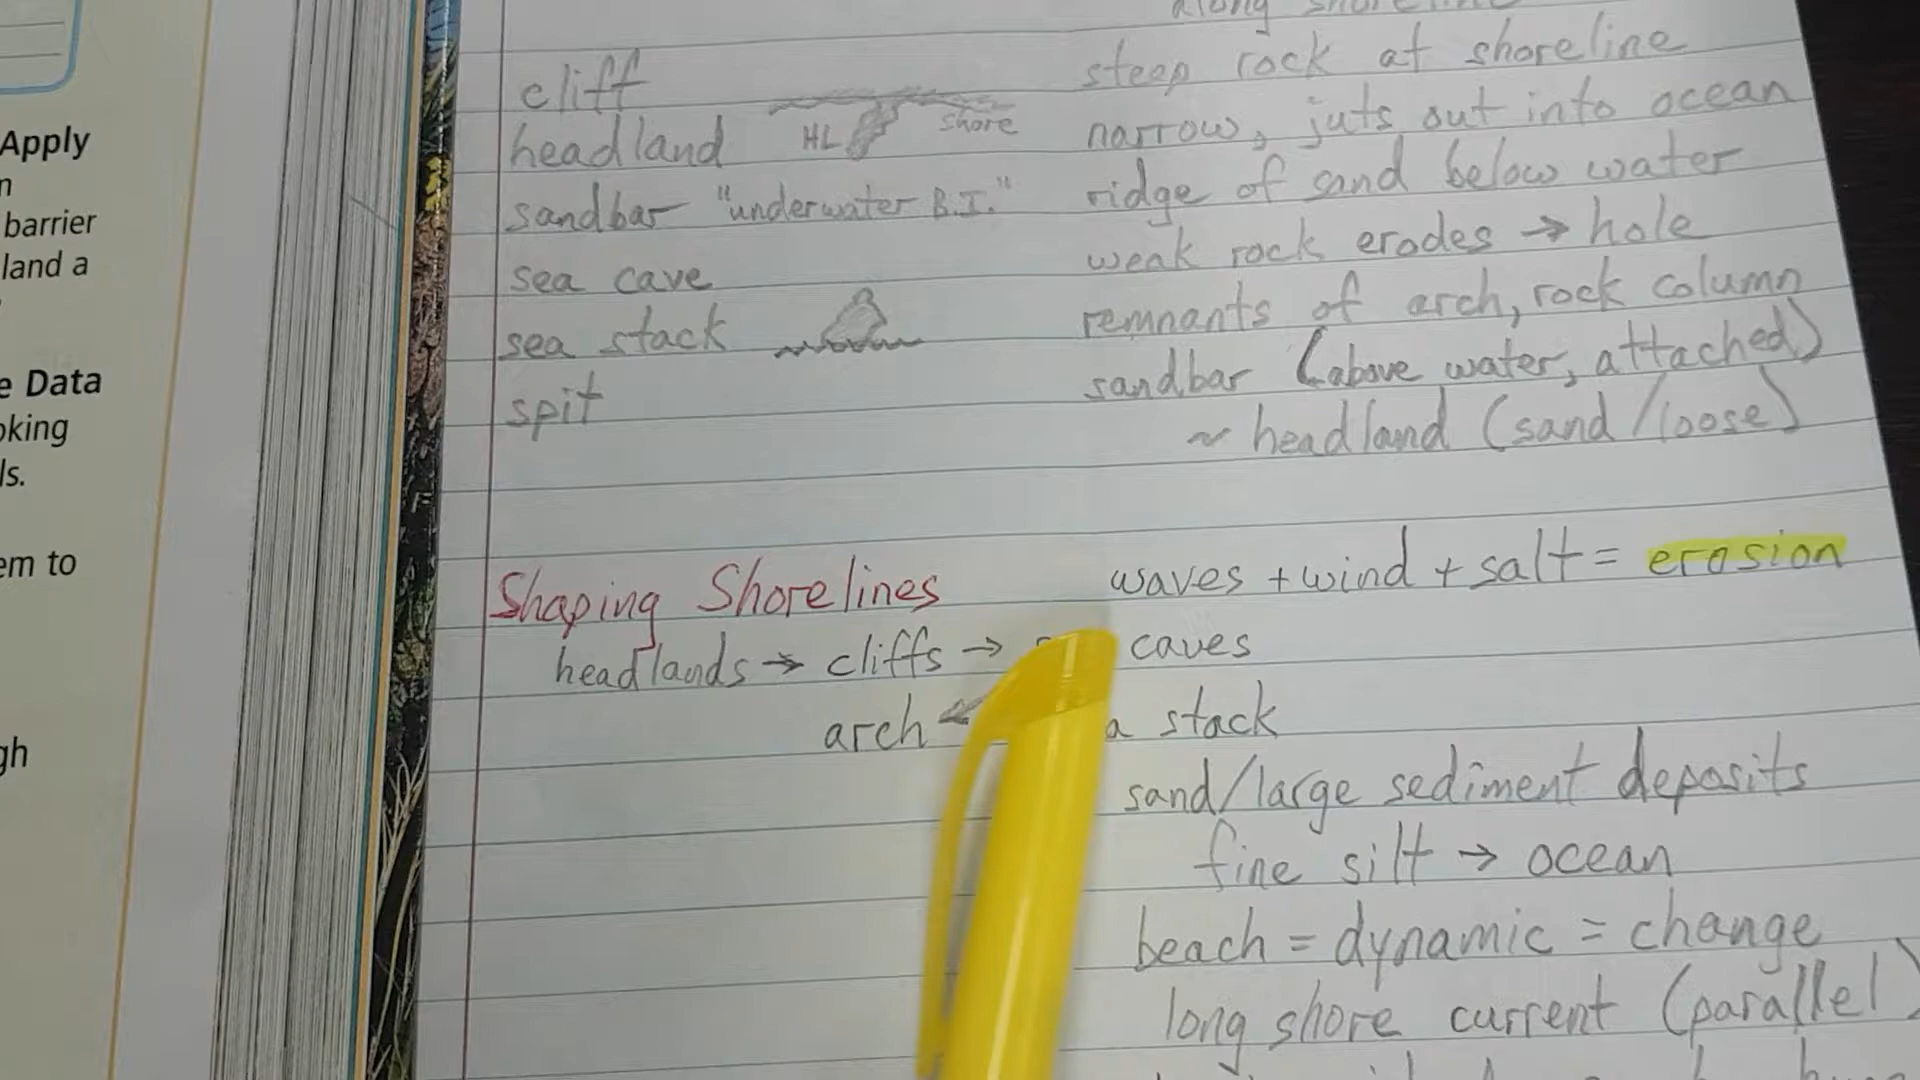 Apply
barrier
land a
e Data
oking
ls.
em to
gh
along shoreline
cliff steep rock at shoreline
headland HL shore narrow, juts out into ocean
sandbar "underwater B.I." ridge of sand below water
sea cave weak rock erodes → hole
sea stack remnants of arch, rock column
spit sandbar (above water, attached)
~ headland (sand/loose)
Shaping Shorelines waves + wind + salt = erosion
headlands → cliffs → caves
arch a stack
sand/large sediment deposits
fine silt → ocean
beach = dynamic = change
long shore current (parallel)